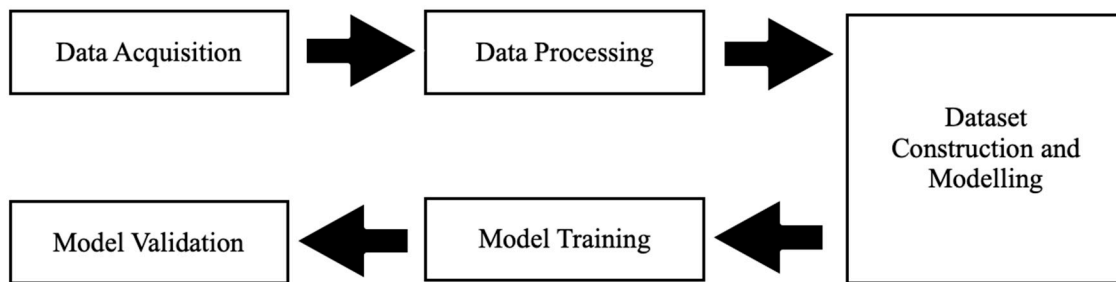 Data Acquisition
Data Processing
Dataset
Construction and
Modelling
Model Training
Model Validation